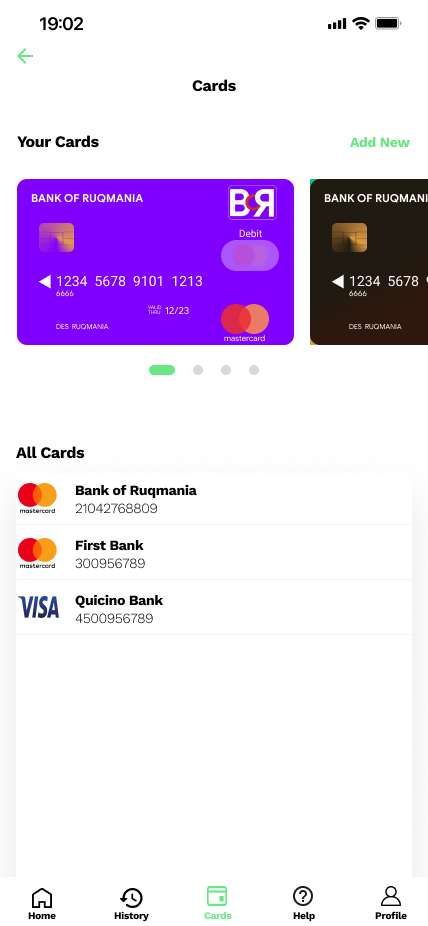 19:02
Cards
Your Cards
Add New
BANK OF RUQMANIA
BCR
Debit
1234 5678 9101 1213
6666
VALID THRU 12/23
DES RUQMANIA
mastercard
BANK OF RUQMANI
1234 5678
6666
DES RUQMANIA
All Cards
mastercard
Bank of Ruqmania
21042768809
mastercard
First Bank
300956789
VISA
Quicino Bank
4500956789
Home
History
Cards
Help
Profile